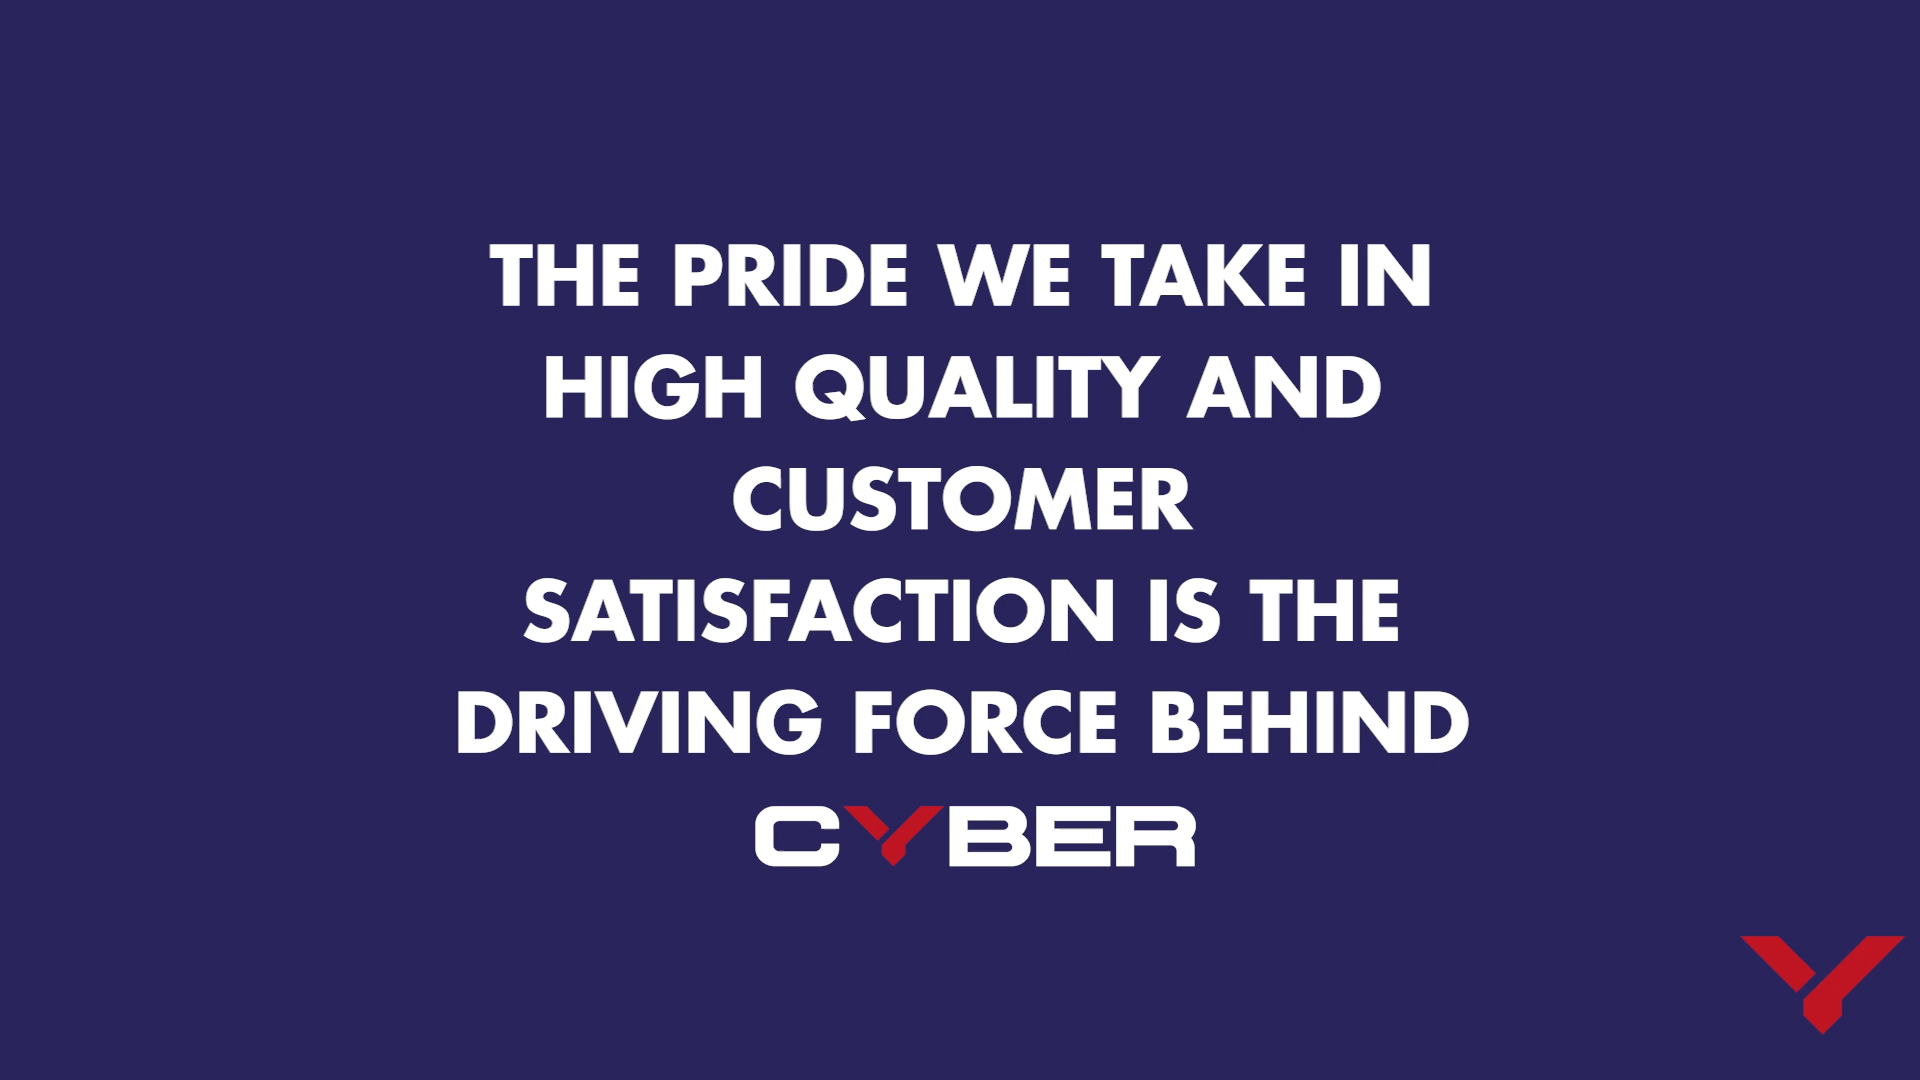 THE PRIDE WE TAKE IN
HIGH QUALITY AND
CUSTOMER
SATISFACTION IS THE
DRIVING FORCE BEHIND
CYBER